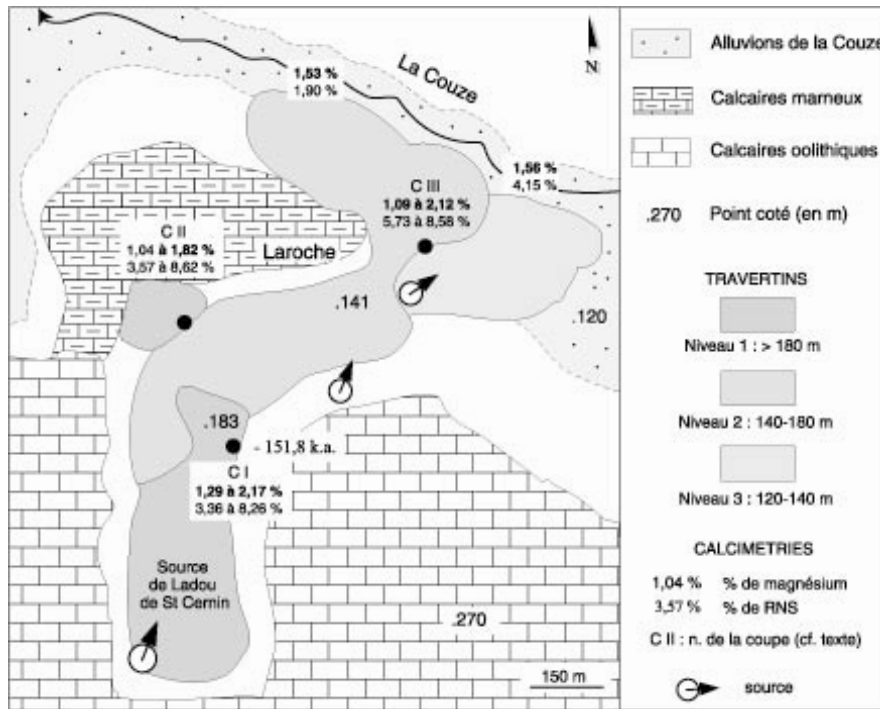 La Couze
N
1,53 %
1,90 %
1,56 %
4,15 %
C III
1,09 à 2,12 %
5,73 à 8,58 %
C II
1,04 à 1,82 %
3,57 à 8,62 %
Laroche
.141
.120
.183
- 151,8 k.a.
C I
1,29 à 2,17 %
3,36 à 8,26 %
Source
de Ladou
de St Cernin
.270
150 m
Alluvions de la Couze
Calcaires marneux
Calcaires oolithiques
.270 Point coté (en m)
TRAVERTINS
Niveau 1 : > 180 m
Niveau 2 : 140-180 m
Niveau 3 : 120-140 m
CALCIMETRIES
1,04 % % de magnésium
3,57 % % de RNS
C II : n. de la coupe (cf. texte)
source